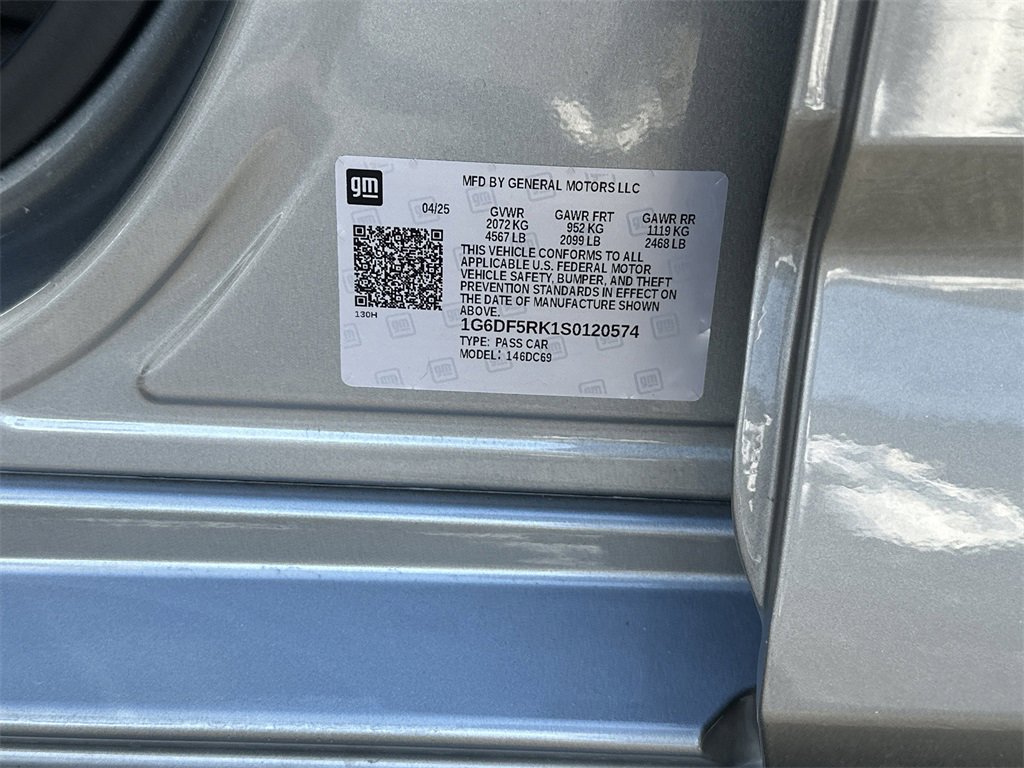 gm
MFD BY GENERAL MOTORS LLC
04/25 GVWR GAWR FRT GAWR RR
2072 KG 952 KG 1119 KG
4567 LB 2099 LB 2468 LB
THIS VEHICLE CONFORMS TO ALL
APPLICABLE U.S. FEDERAL MOTOR
VEHICLE SAFETY, BUMPER, AND THEFT
PREVENTION STANDARDS IN EFFECT ON
THE DATE OF MANUFACTURE SHOWN
ABOVE.
130H
1G6DF5RK1S0120574
TYPE: PASS CAR
MODEL: 146DC69